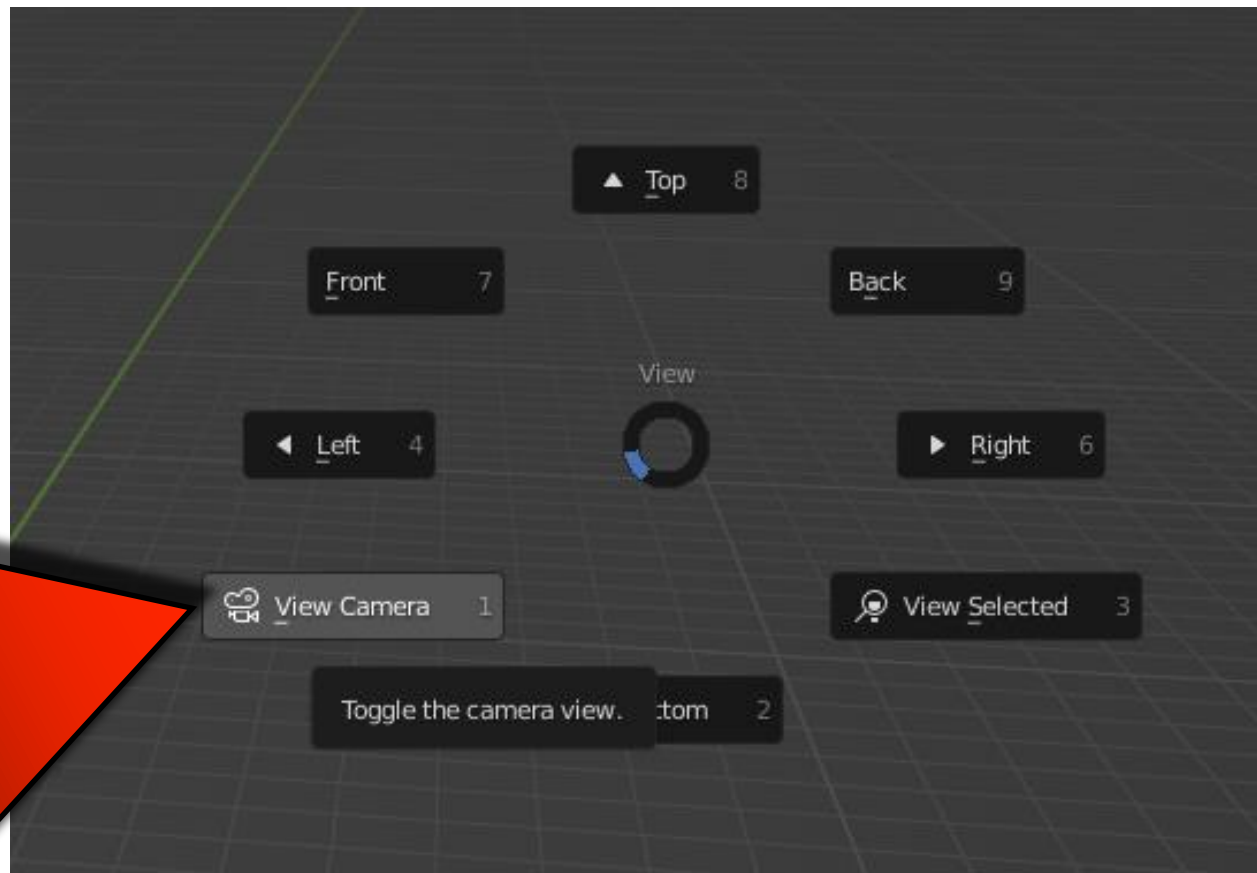 Top 8
Front 7
Back 9
View
Left 4
Right 6
View Camera 1
View Selected 3
Toggle the camera view.
ttom 2